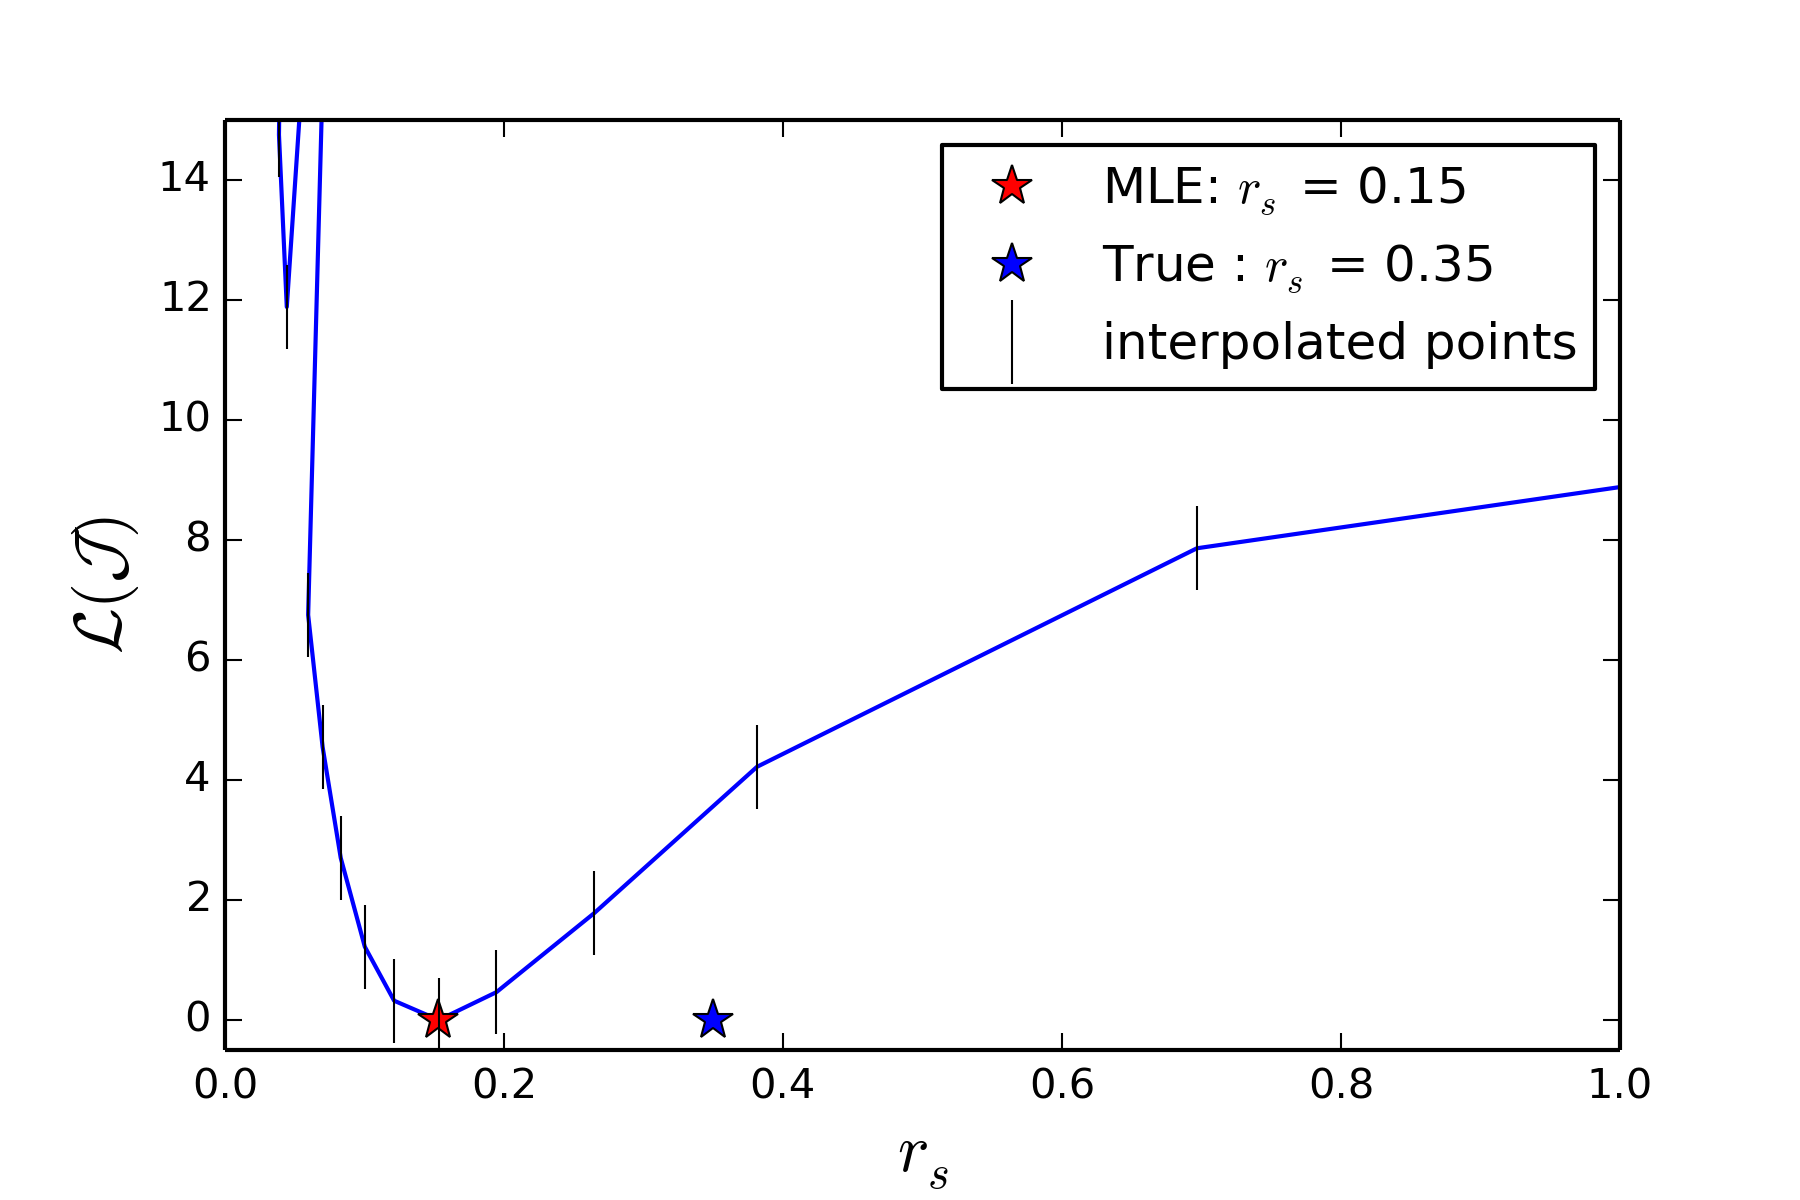 MLE: r_s = 0.15
True : r_s = 0.35
interpolated points
14
12
10
8
6
4
2
0
ℒ(𝒥)
0.0 0.2 0.4 0.6 0.8 1.0
r_s